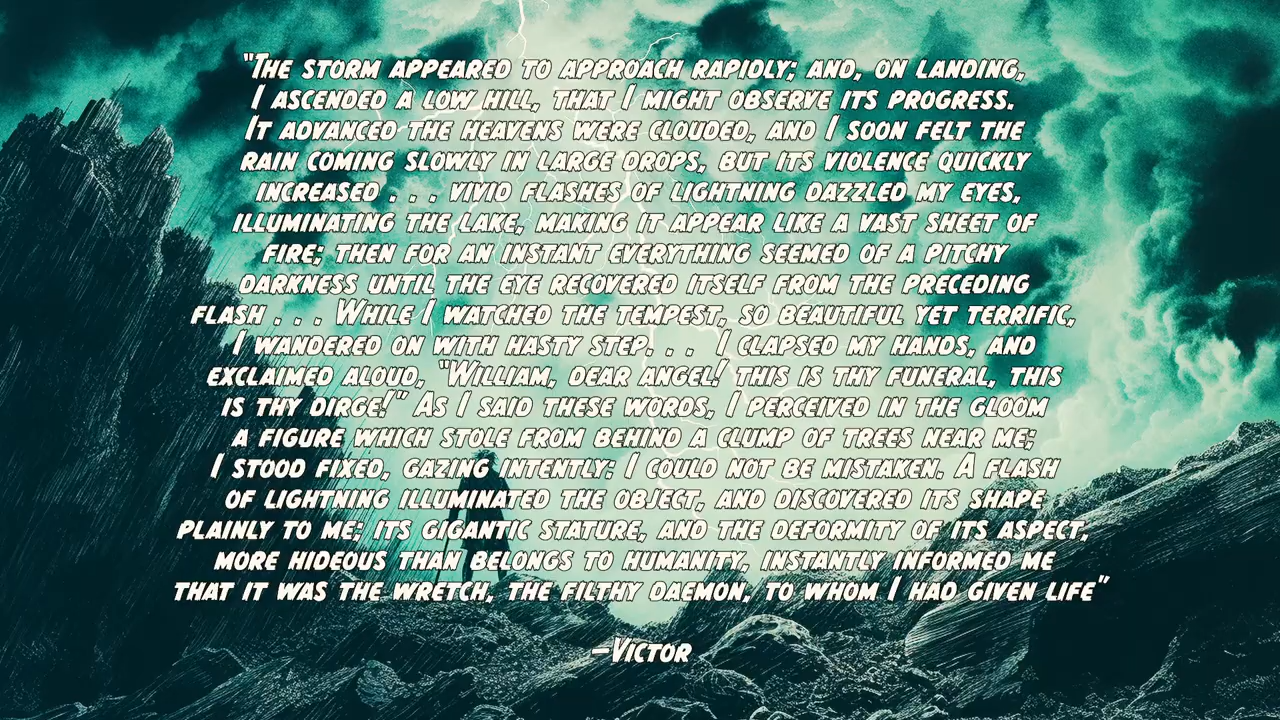 "The storm appeared to approach rapidly; and, on landing,
I ascended a low hill, that I might observe its progress.
It advanced the heavens were clouded, and I soon felt the
rain coming slowly in large drops, but its violence quickly
increased . . . vivid flashes of lightning dazzled my eyes,
illuminating the lake, making it appear like a vast sheet of
fire; then for an instant everything seemed of a pitchy
darkness until the eye recovered itself from the preceding
flash . . . While I watched the tempest, so beautiful yet terrific,
I wandered on with hasty step. . . I clapsed my hands, and
exclaimed aloud, "William, dear angel! this is thy funeral, this
is thy dirge!" As I said these words, I perceived in the gloom
a figure which stole from behind a clump of trees near me;
I stood fixed, gazing intently: I could not be mistaken. A flash
of lightning illuminated the object, and discovered its shape
plainly to me; its gigantic stature, and the deformity of its aspect,
more hideous than belongs to humanity, instantly informed me
that it was the wretch, the filthy daemon, to whom I had given life"
–Victor